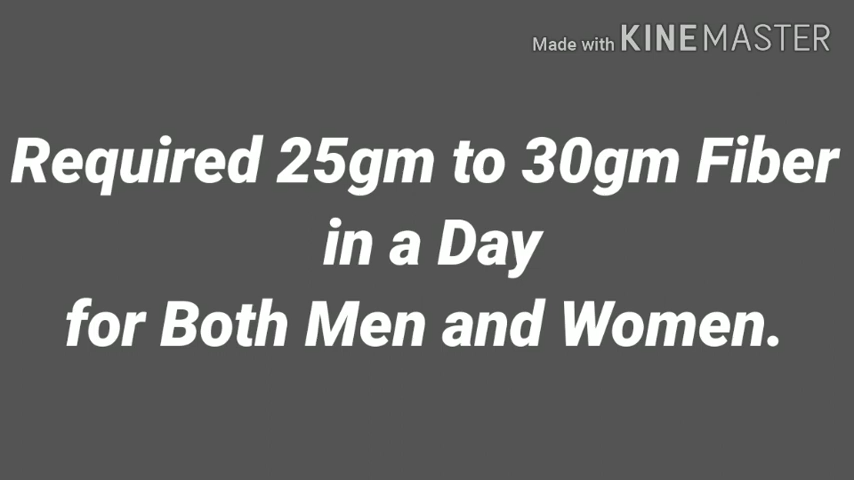 Made with KINEMASTER
Required 25gm to 30gm Fiber
in a Day
for Both Men and Women.